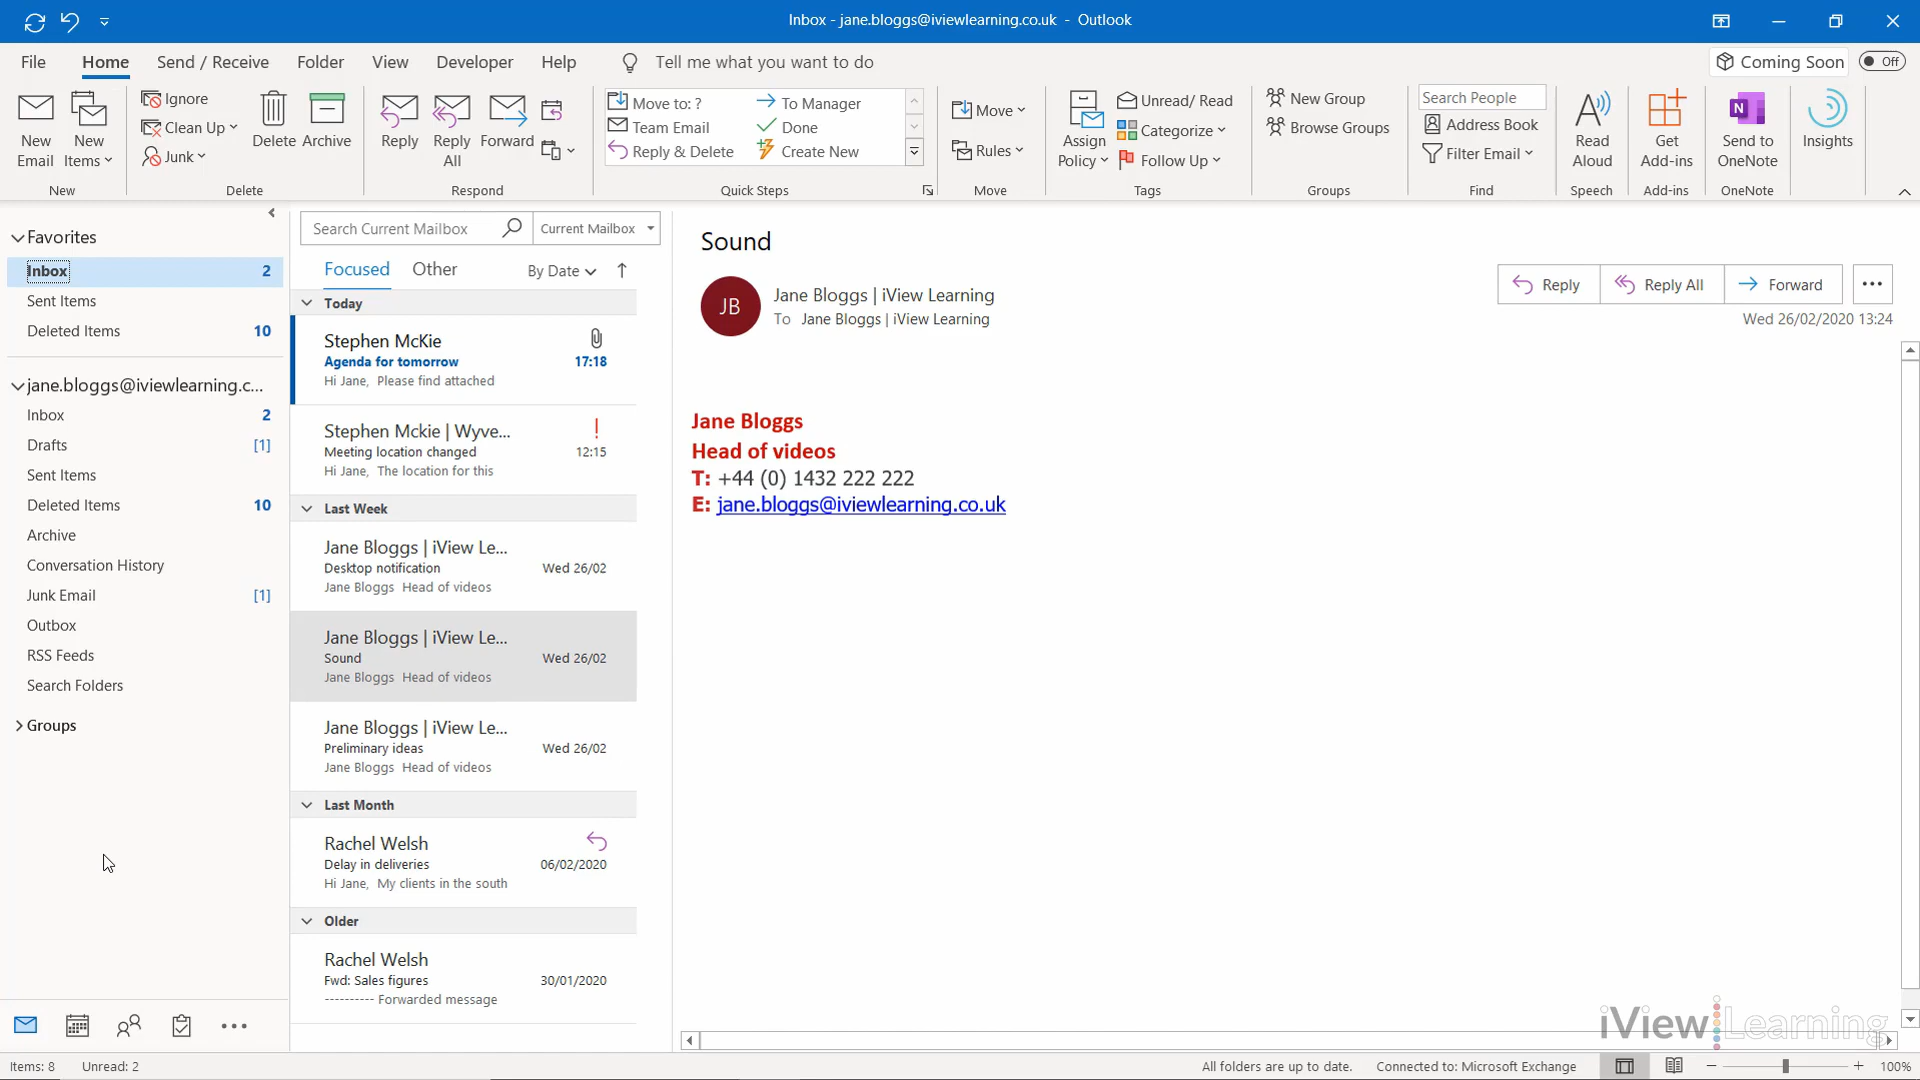 Inbox - jane.bloggs@iviewlearning.co.uk - Outlook
File Home Send / Receive Folder View Developer Help Tell me what you want to do Coming Soon Off
New Email
New Items
New
Ignore
Clean Up
Junk
Delete
Archive
Delete
Reply
Reply All
Forward
Respond
Move to: ?
Team Email
Reply & Delete
To Manager
Done
Create New
Quick Steps
Move
Rules
Move
Assign Policy
Unread/ Read
Categorize
Follow Up
Tags
New Group
Browse Groups
Groups
Search People
Address Book
Filter Email
Find
Read Aloud
Speech
Get Add-ins
Add-ins
Send to OneNote
OneNote
Insights
Favorites
Inbox 2
Sent Items
Deleted Items 10
jane.bloggs@iviewlearning.c...
Inbox 2
Drafts [1]
Sent Items
Deleted Items 10
Archive
Conversation History
Junk Email [1]
Outbox
RSS Feeds
Search Folders
Groups
Search Current Mailbox Current Mailbox
Focused Other By Date
Today
Stephen McKie
Agenda for tomorrow 17:18
Hi Jane, Please find attached
Stephen Mckie | Wyve...
Meeting location changed 12:15
Hi Jane, The location for this
Last Week
Jane Bloggs | iView Le...
Desktop notification Wed 26/02
Jane Bloggs Head of videos
Jane Bloggs | iView Le...
Sound Wed 26/02
Jane Bloggs Head of videos
Jane Bloggs | iView Le...
Preliminary ideas Wed 26/02
Jane Bloggs Head of videos
Last Month
Rachel Welsh
Delay in deliveries 06/02/2020
Hi Jane, My clients in the south
Older
Rachel Welsh
Fwd: Sales figures 30/01/2020
---------- Forwarded message
Sound
JB
Jane Bloggs | iView Learning
To Jane Bloggs | iView Learning
Reply Reply All Forward
Wed 26/02/2020 13:24
Jane Bloggs
Head of videos
T: +44 (0) 1432 222 222
E: jane.bloggs@iviewlearning.co.uk
iView Learning
Items: 8 Unread: 2 All folders are up to date. Connected to: Microsoft Exchange 100%